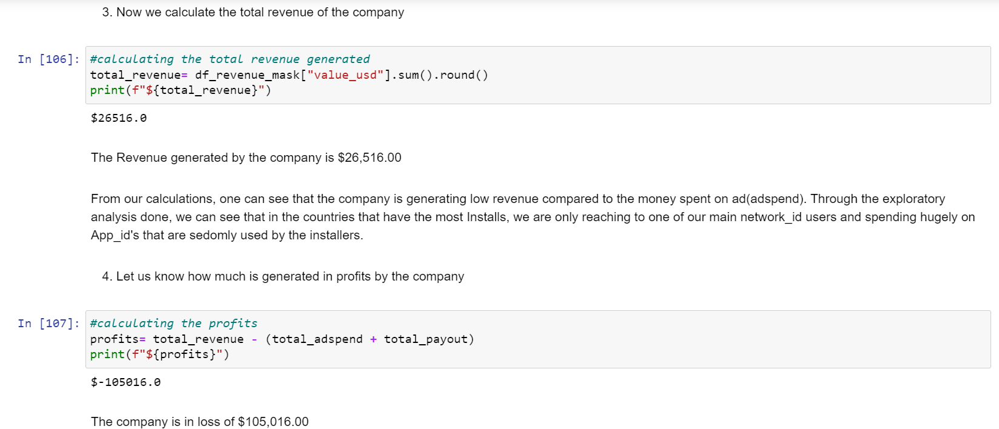 3. Now we calculate the total revenue of the company
In [106]: #calculating the total revenue generated
total_revenue= df_revenue_mask["value_usd"].sum().round()
print(f"${total_revenue}")
$26516.0
The Revenue generated by the company is $26,516.00
From our calculations, one can see that the company is generating low revenue compared to the money spent on ad(adspend). Through the exploratory
analysis done, we can see that in the countries that have the most Installs, we are only reaching to one of our main network_id users and spending hugely on
App_id's that are sedomly used by the installers.
4. Let us know how much is generated in profits by the company
In [107]: #calculating the profits
profits= total_revenue - (total_adspend + total_payout)
print(f"${profits}")
$-105016.0
The company is in loss of $105,016.00